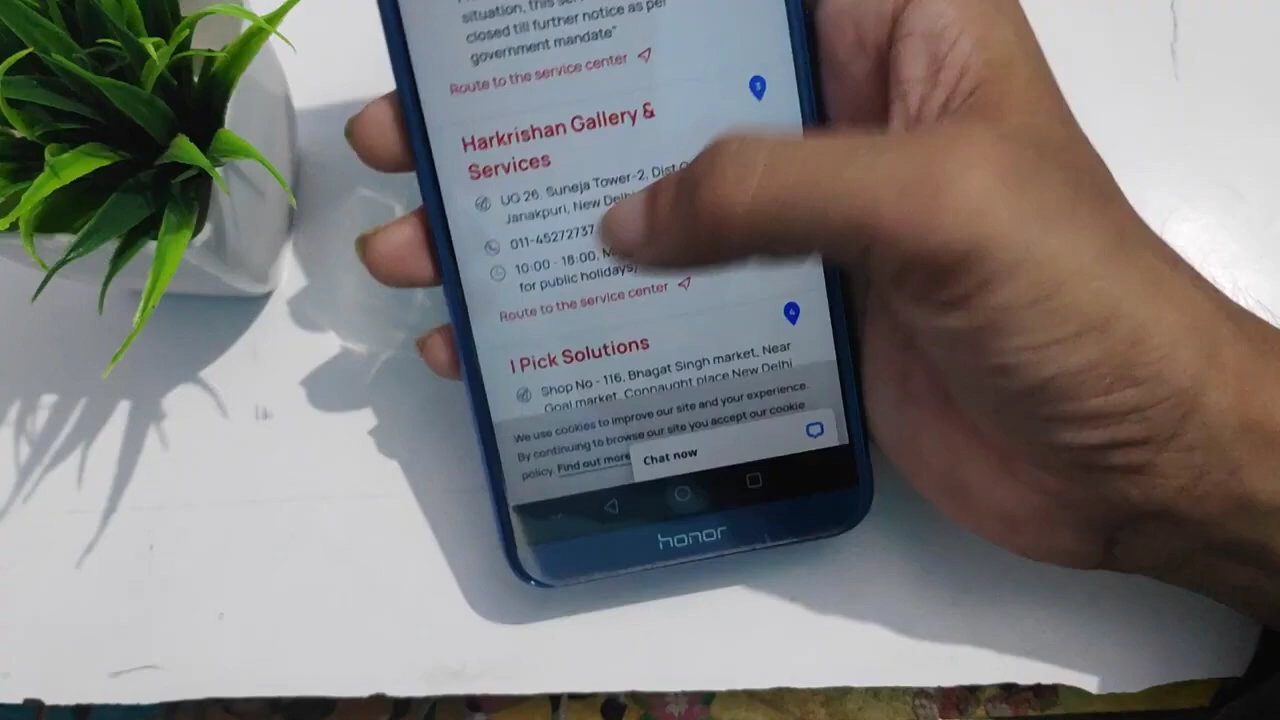 situation, this
closed till further notice as per
government mandate"
Route to the service center
3
Harkrishan Gallery &
Services
UG 26, Suneja Tower-2, Dist
Janakpuri, New Delhi
011-45272737
10:00 - 18:00,
for public holidays,
Route to the service center
4
I Pick Solutions
Shop No - 116, Bhagat Singh market, Near
Goal market, Connaught place New Delhi
We use cookies to improve our site and your experience.
By continuing to browse our site you accept our cookie
policy. Find out more
Chat now
honor